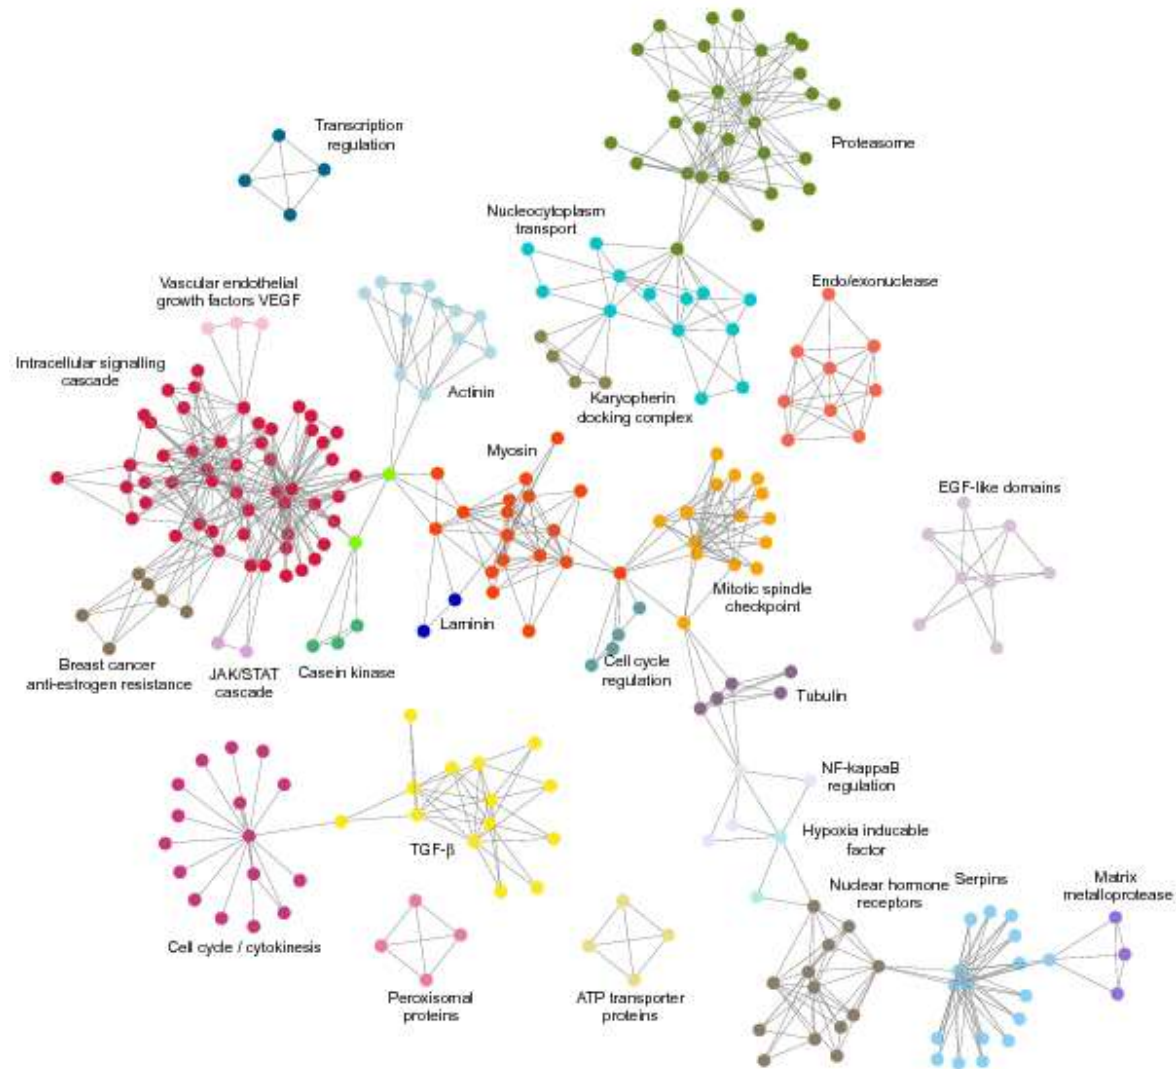 Transcription
regulation
Proteasome
Nucleocytoplasm
transport
Vascular endothelial
growth factors VEGF
Endo/exonuclease
Intracellular signalling
cascade
Actinin
Karyopherin
docking complex
Myosin
EGF-like domains
Mitotic spindle
checkpoint
Laminin
Breast cancer
anti-estrogen resistance
JAK/STAT
cascade
Casein kinase
Cell cycle
regulation
Tubulin
NF-kappaB
regulation
Hypoxia inducable
factor
TGF-β
Nuclear hormone
receptors
Serpins
Matrix
metalloprotease
Cell cycle / cytokinesis
Peroxisomal
proteins
ATP transporter
proteins